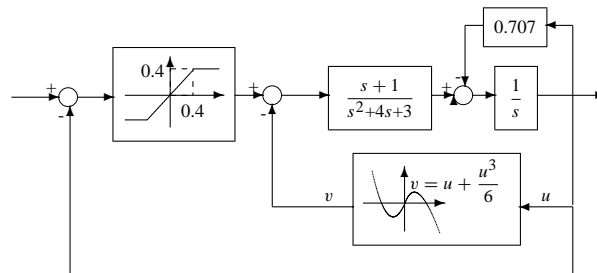 0.707
+
-
0.4
0.4
+
-
s + 1
s²+4s+3
+
-
1
s
v = u + u³
6
v
u